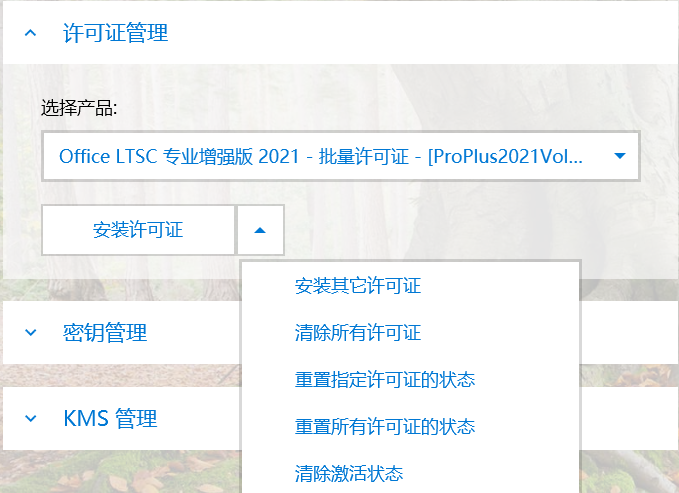 许可证管理
选择产品:
Office LTSC 专业增强版 2021 - 批量许可证 - [ProPlus2021Vol...
安装许可证
安装其它许可证
清除所有许可证
密钥管理
重置指定许可证的状态
KMS 管理
重置所有许可证的状态
清除激活状态